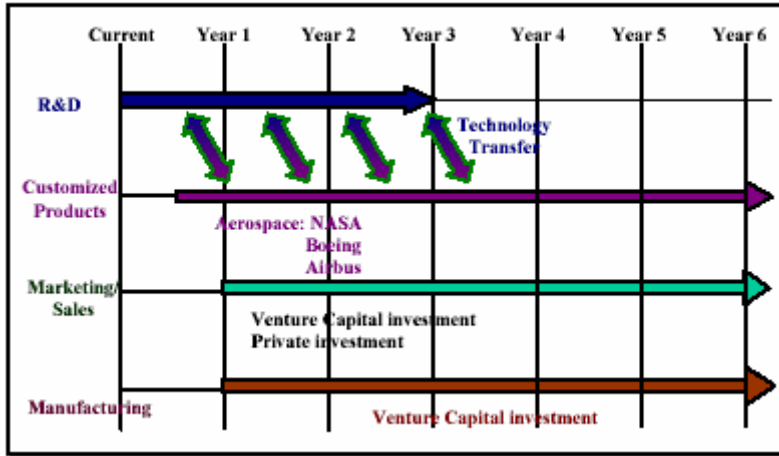 Current Year 1 Year 2 Year 3 Year 4 Year 5 Year 6
R&D
Technology
Transfer
Customized
Products
Aerospace: NASA
Boeing
Airbus
Marketing/
Sales
Venture Capital investment
Private investment
Manufacturing
Venture Capital investment